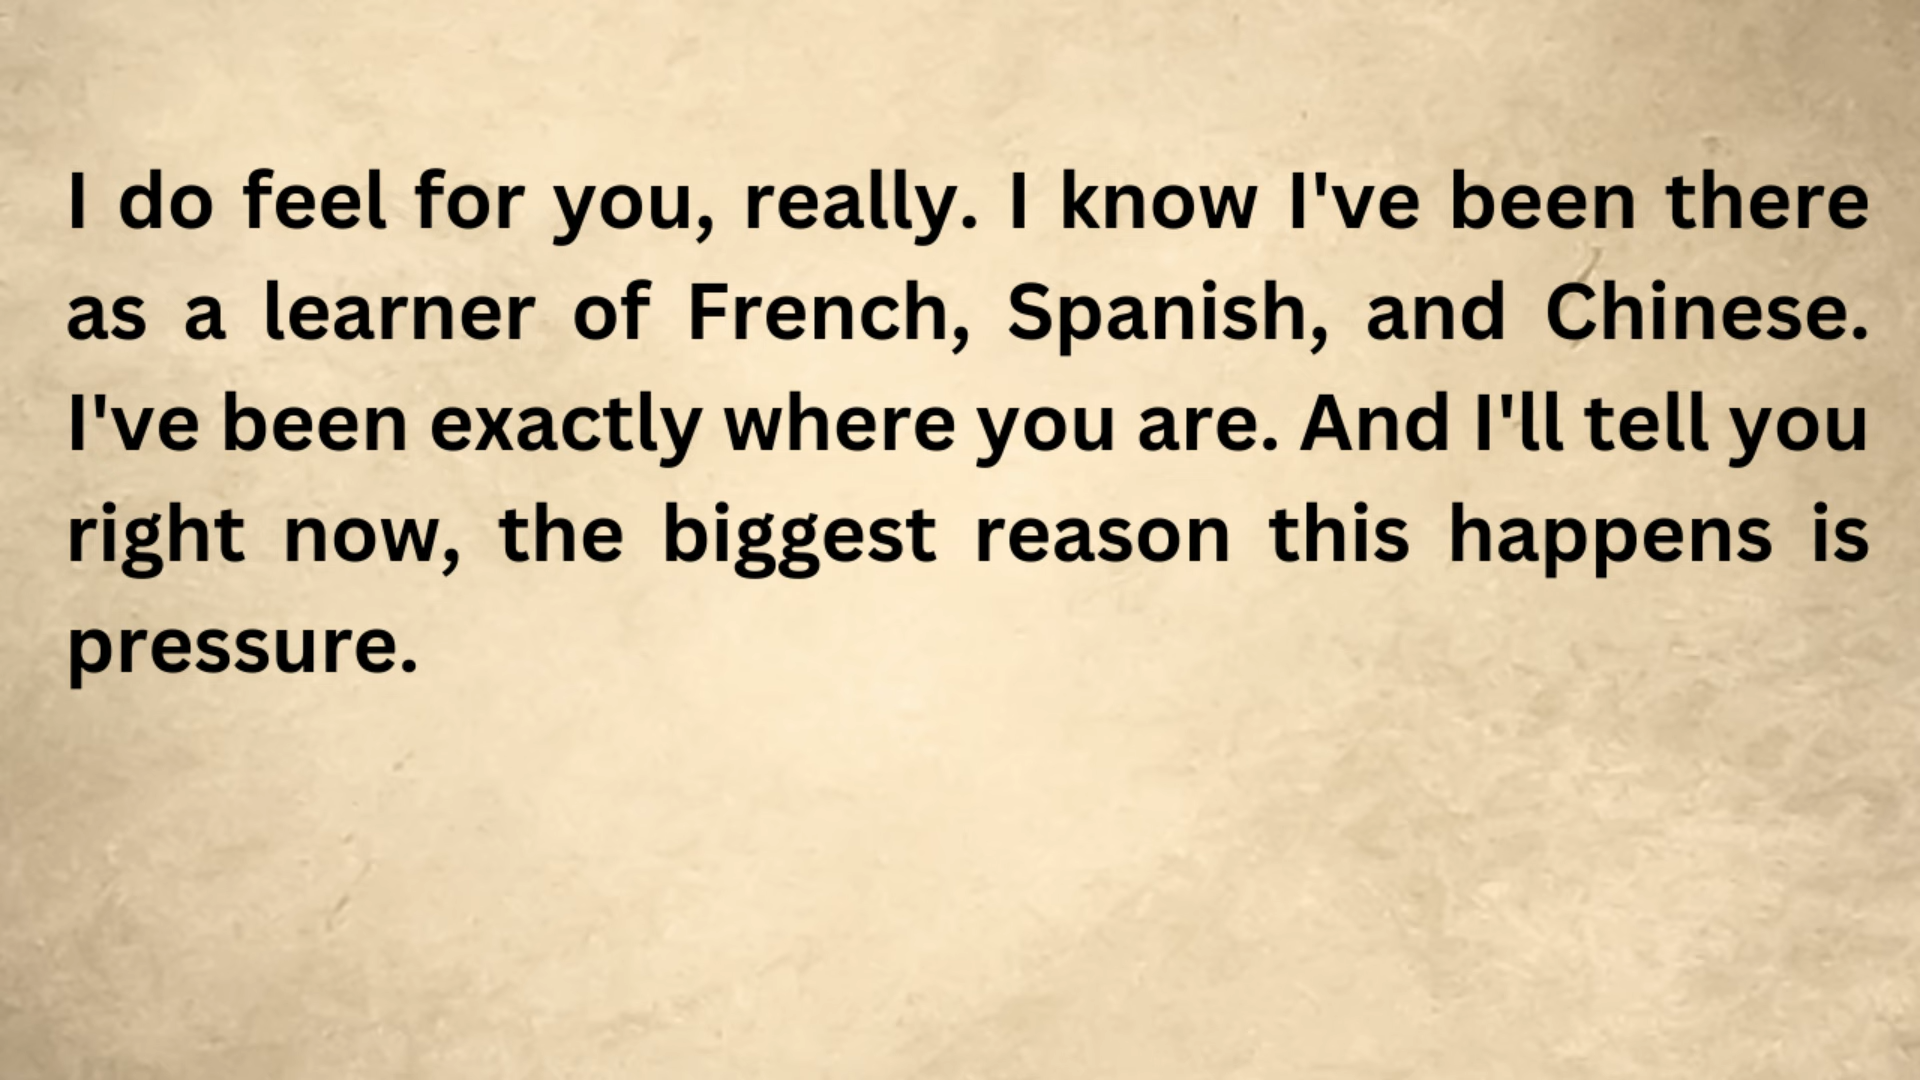 I do feel for you, really. I know I've been there
as a learner of French, Spanish, and Chinese.
I've been exactly where you are. And I'll tell you
right now, the biggest reason this happens is
pressure.